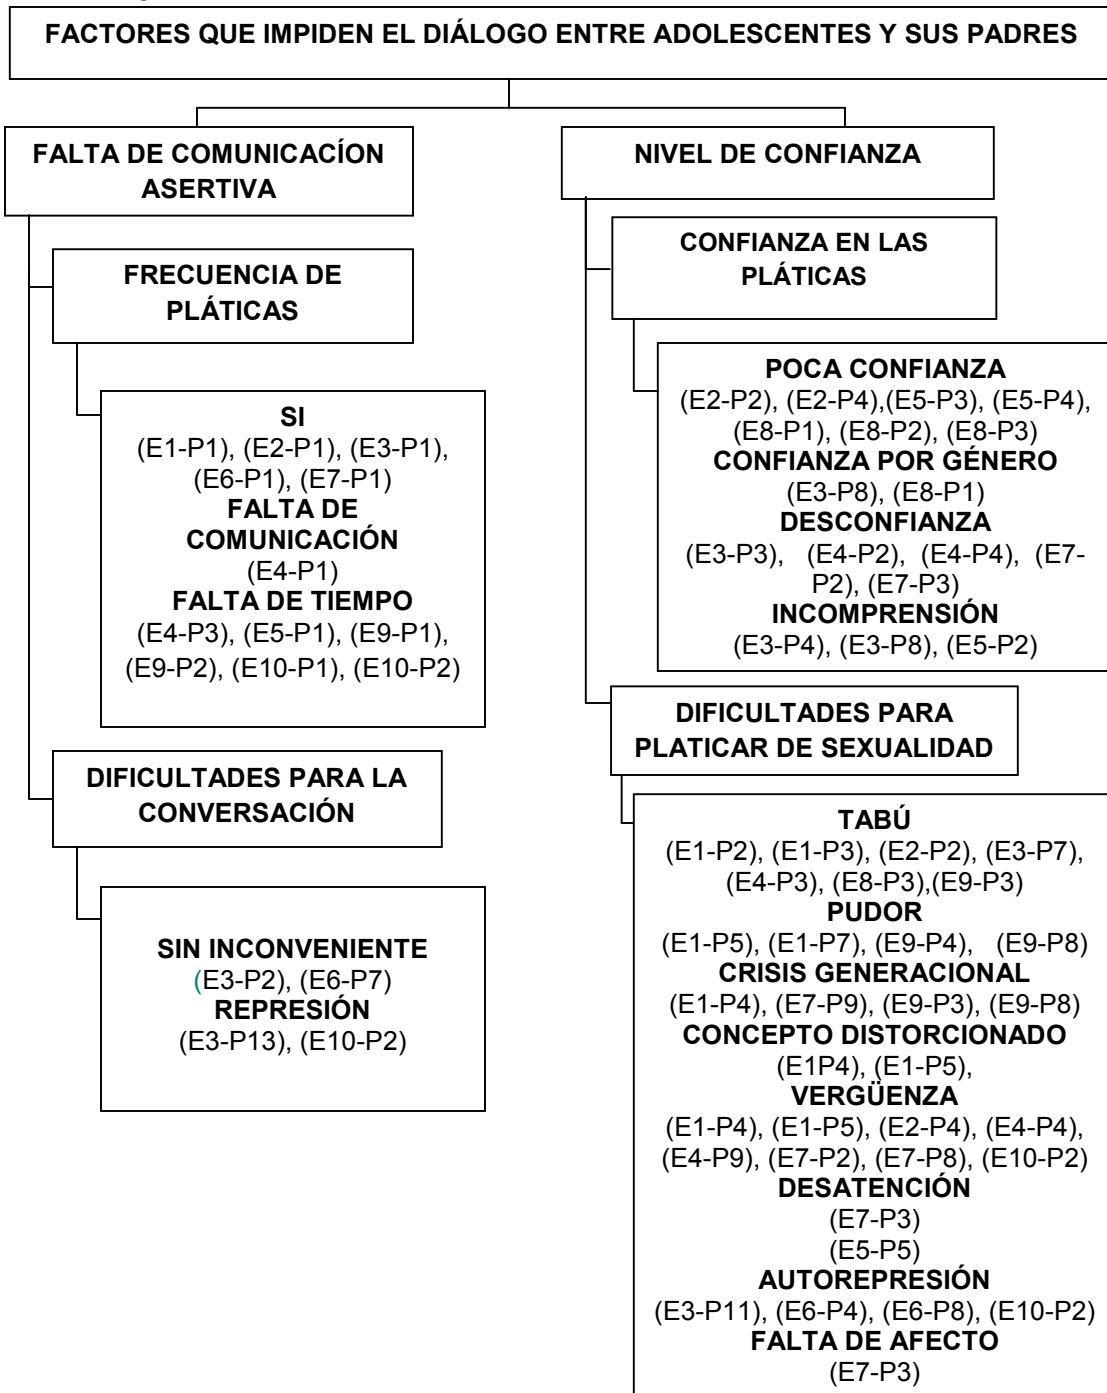 FACTORES QUE IMPIDEN EL DIÁLOGO ENTRE ADOLESCENTES Y SUS PADRES
FALTA DE COMUNICACÍON
ASERTIVA
FRECUENCIA DE
PLÁTICAS
SI
(E1-P1), (E2-P1), (E3-P1),
(E6-P1), (E7-P1)
FALTA DE
COMUNICACIÓN
(E4-P1)
FALTA DE TIEMPO
(E4-P3), (E5-P1), (E9-P1),
(E9-P2), (E10-P1), (E10-P2)
DIFICULTADES PARA LA
CONVERSACIÓN
SIN INCONVENIENTE
(E3-P2), (E6-P7)
REPRESIÓN
(E3-P13), (E10-P2)
NIVEL DE CONFIANZA
CONFIANZA EN LAS
PLÁTICAS
POCA CONFIANZA
(E2-P2), (E2-P4),(E5-P3), (E5-P4),
(E8-P1), (E8-P2), (E8-P3)
CONFIANZA POR GÉNERO
(E3-P8), (E8-P1)
DESCONFIANZA
(E3-P3), (E4-P2), (E4-P4), (E7-
P2), (E7-P3)
INCOMPRENSIÓN
(E3-P4), (E3-P8), (E5-P2)
DIFICULTADES PARA
PLATICAR DE SEXUALIDAD
TABÚ
(E1-P2), (E1-P3), (E2-P2), (E3-P7),
(E4-P3), (E8-P3),(E9-P3)
PUDOR
(E1-P5), (E1-P7), (E9-P4), (E9-P8)
CRISIS GENERACIONAL
(E1-P4), (E7-P9), (E9-P3), (E9-P8)
CONCEPTO DISTORCIONADO
(E1P4), (E1-P5),
VERGÜENZA
(E1-P4), (E1-P5), (E2-P4), (E4-P4),
(E4-P9), (E7-P2), (E7-P8), (E10-P2)
DESATENCIÓN
(E7-P3)
(E5-P5)
AUTOREPRESIÓN
(E3-P11), (E6-P4), (E6-P8), (E10-P2)
FALTA DE AFECTO
(E7-P3)